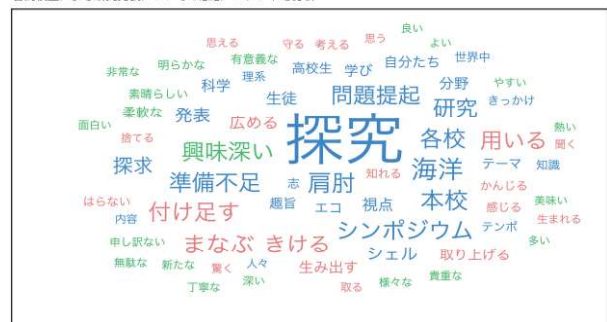 良い
思える 守る 考える 思う よい
非常な 明らかな 有意義な 高校生 学び 自分たち 世界中
素晴らしい 科学 理系 問題提起 分野 やすい
柔軟な 発表 生徒 研究 きっかけ
面白い 広める 探究 各校 用いる 熱い
捨てる 興味深い 海洋 テーマ 知識 聞く
探求 準備不足 志 肩肘 知れる 本校 かんじる
はらない 趣旨 エコ 視点 感じる 美味い
内容 付け足す シンポジウム テンポ 生まれる
申し訳ない まなぶ きける シェル 取り上げる 多い
無駄な 新たな 驚く 人々 生み出す 貴重な
丁寧な 深い 取る 様々な